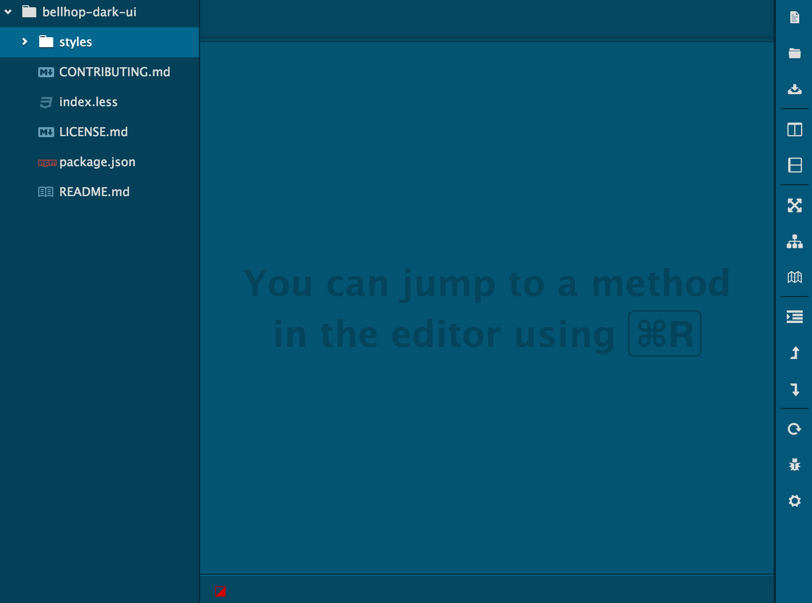 bellhop-dark-ui
styles
CONTRIBUTING.md
index.less
LICENSE.md
package.json
README.md
You can jump to a method
in the editor using ⌘R